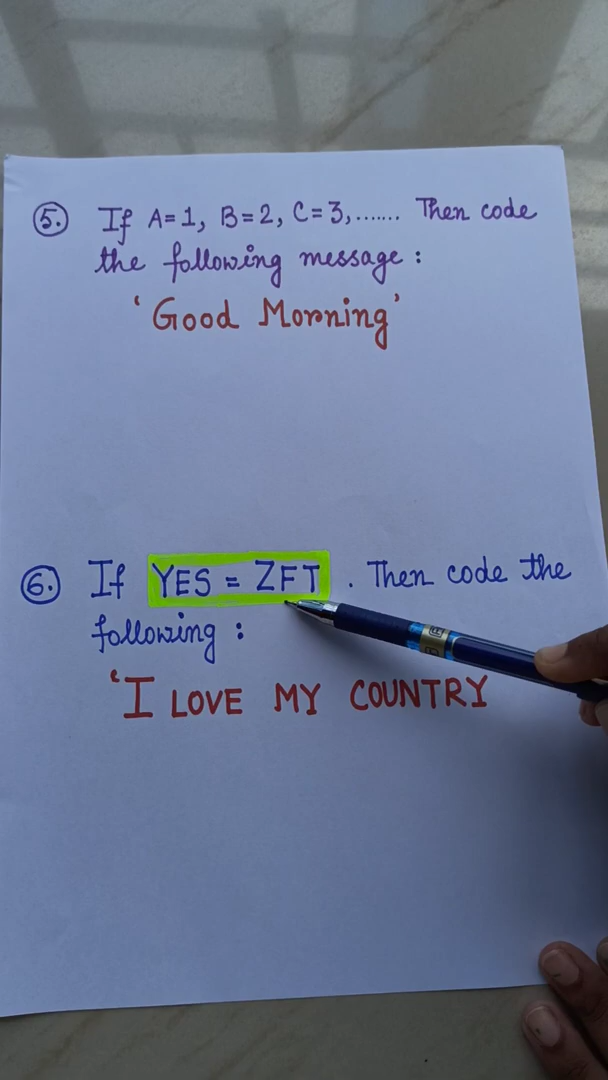 5. If A=1, B=2, C=3,....... Then code
the following message :
'Good Morning'
6. If YES = ZFT . Then code the
following :
'I LOVE MY COUNTRY